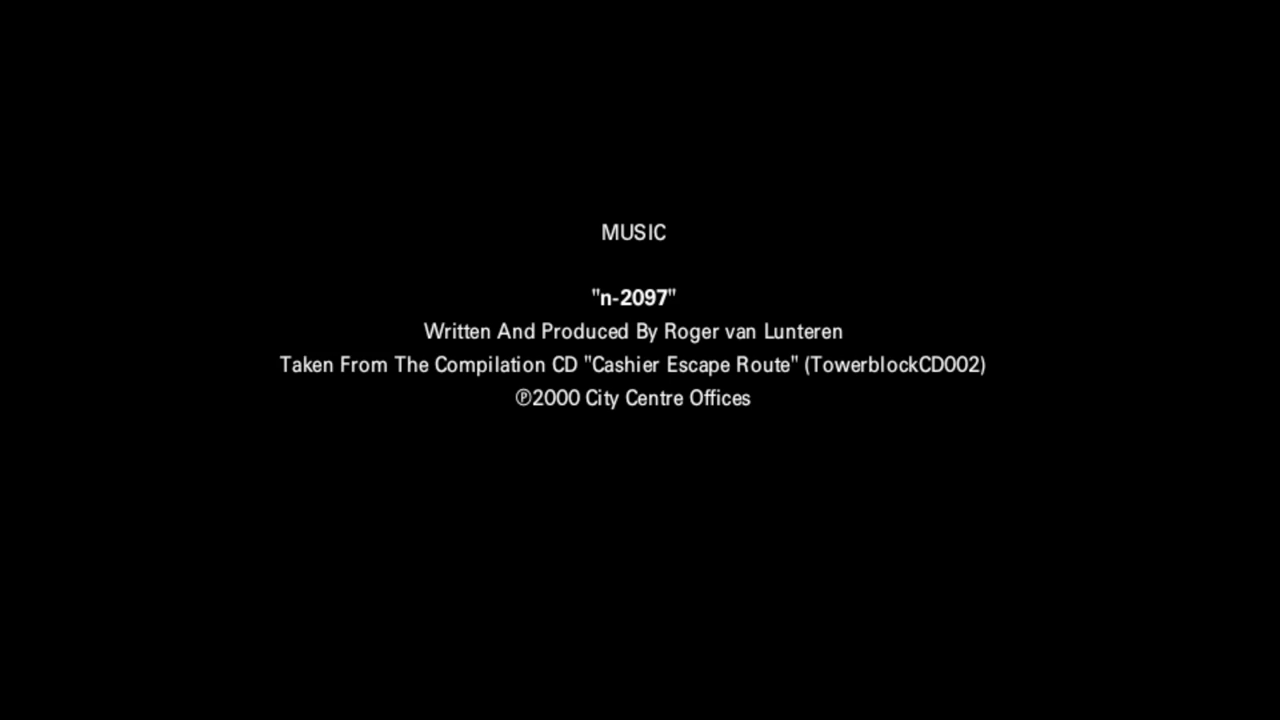 MUSIC
"n-2097"
Written And Produced By Roger van Lunteren
Taken From The Compilation CD "Cashier Escape Route" (TowerblockCD002)
℗2000 City Centre Offices